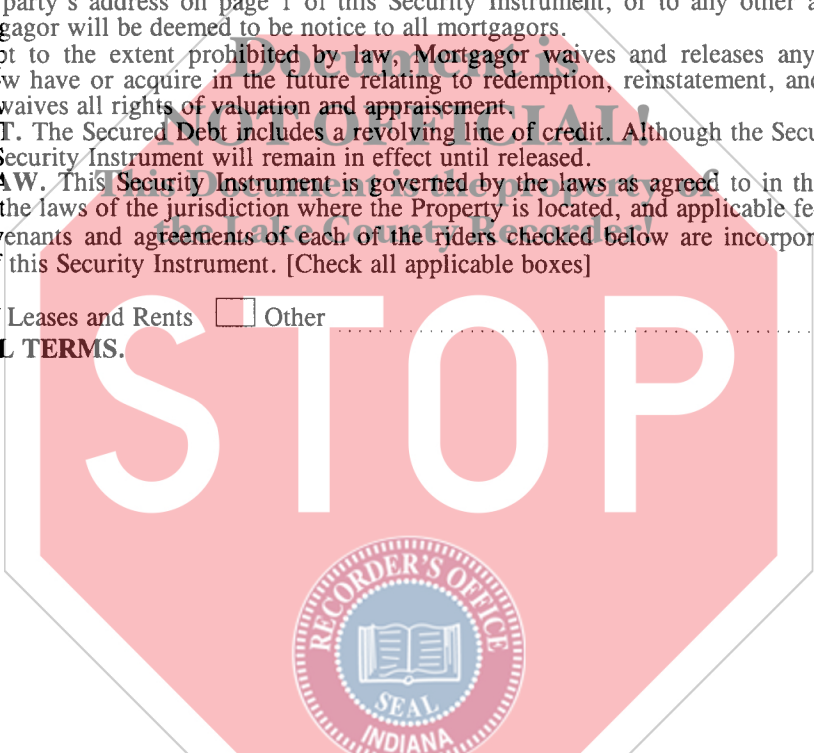 party's address on page 1 of this Security Instrument, or to any other a
gagor will be deemed to be notice to all mortgagors.
pt to the extent prohibited by law, Mortgagor waives and releases any
w have or acquire in the future relating to redemption, reinstatement, and
waives all rights of valuation and appraisement.
T. The Secured Debt includes a revolving line of credit. Although the Secu
Security Instrument will remain in effect until released.
AW. This Security Instrument is governed by the laws as agreed to in th
the laws of the jurisdiction where the Property is located, and applicable fe
venants and agreements of each of the riders checked below are incorpor
this Security Instrument. [Check all applicable boxes]
Leases and Rents Other
L TERMS.
Document is
NOT OFFICIAL!
This Document is the property of
the Lake County Recorder!
STOP
RECORDER'S OFFICE
SEAL
INDIANA